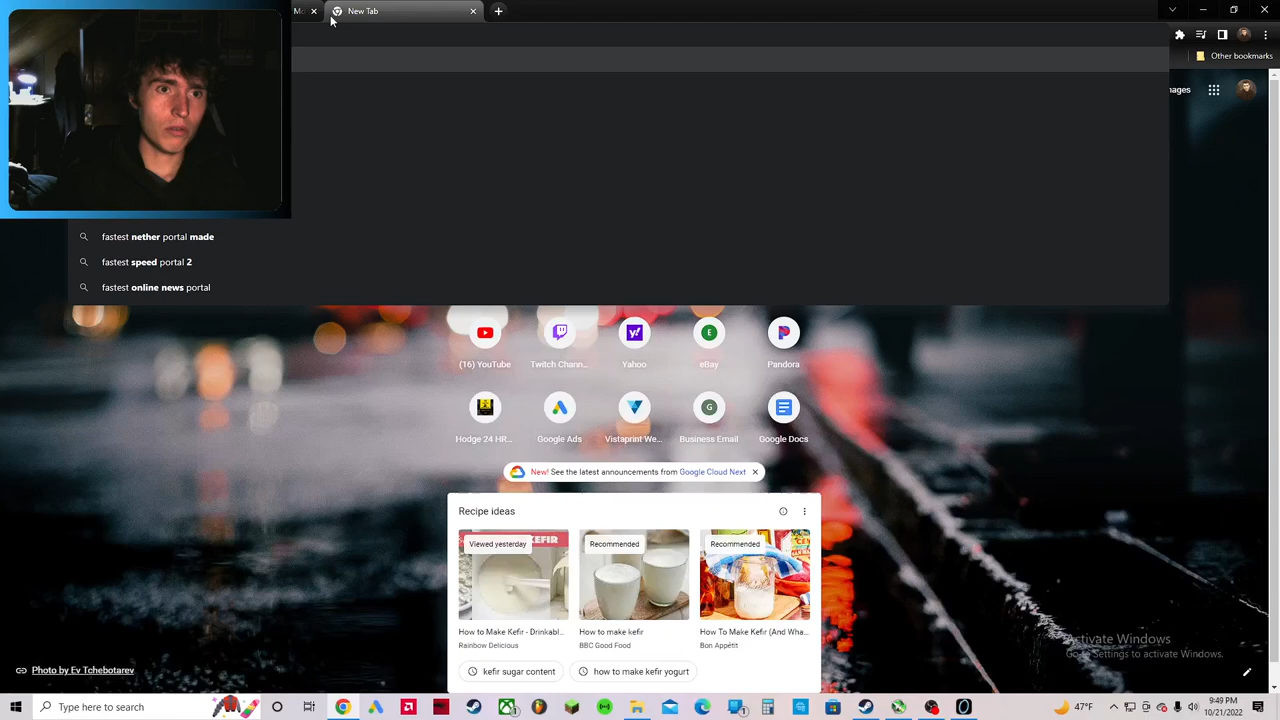 New Tab
Other bookmarks
fastest nether portal made
fastest speed portal 2
fastest online news portal
(16) YouTube
Twitch Chann...
Yahoo
eBay
Pandora
Hodge 24 HR...
Google Ads
Vistaprint We...
Business Email
Google Docs
New! See the latest announcements from Google Cloud Next
Recipe ideas
Viewed yesterday
Recommended
Recommended
How to Make Kefir - Drinkabl...
How to make kefir
How To Make Kefir (And Wha...
Rainbow Delicious
BBC Good Food
Bon Appétit
kefir sugar content
how to make kefir yogurt
Activate Windows
Go to Settings to activate Windows.
Photo by Ev Tchebotarev
Type here to search
47°F
9:49 PM
10/21/2022